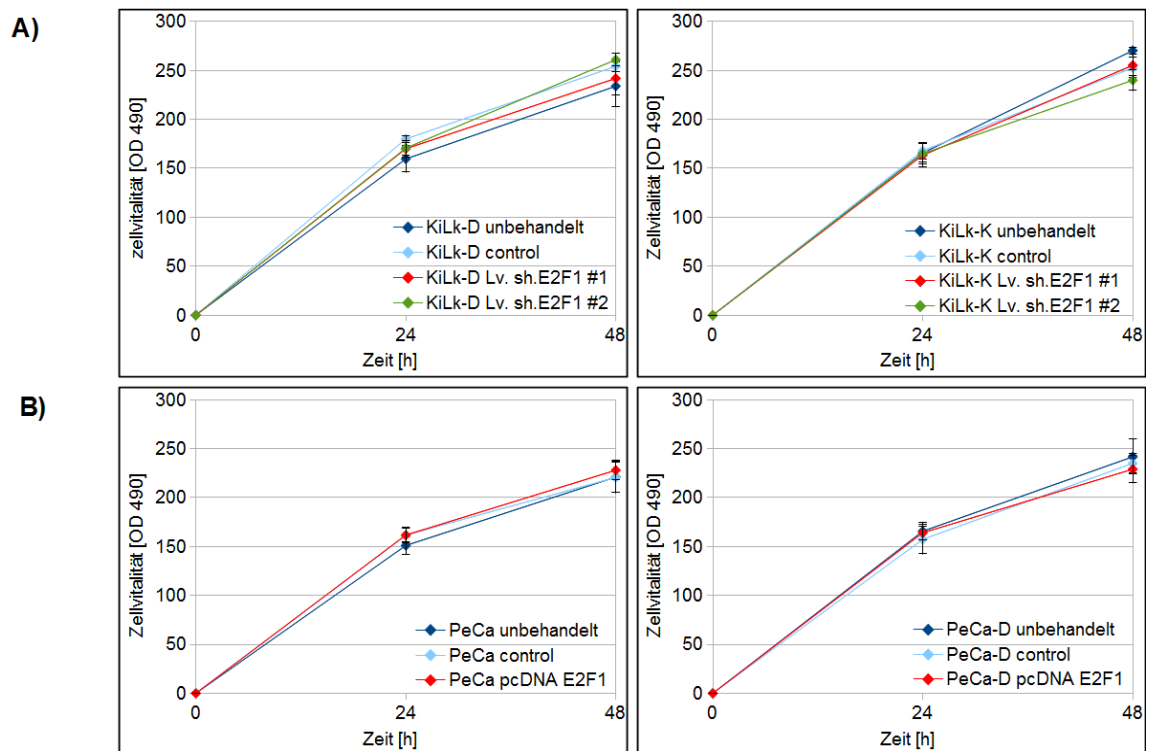 A)
300
250
200
150
100
50
0
zellvitalität [OD 490]
KiLk-D unbehandelt
KiLk-D control
KiLk-D Lv. sh.E2F1 #1
KiLk-D Lv. sh.E2F1 #2
0
24
48
Zeit [h]
300
250
200
150
100
50
0
Zellvitalität [OD 490]
KiLk-K unbehandelt
KiLk-K control
KiLk-K Lv. sh.E2F1 #1
KiLk-K Lv. sh.E2F1 #2
0
24
48
Zeit [h]
B)
300
250
200
150
100
50
0
Zellvitalität [OD 490]
PeCa unbehandelt
PeCa control
PeCa pcDNA E2F1
0
24
48
Zeit [h]
300
250
200
150
100
50
0
Zellvitalität [OD 490]
PeCa-D unbehandelt
PeCa-D control
PeCa-D pcDNA E2F1
0
24
48
Zeit [h]